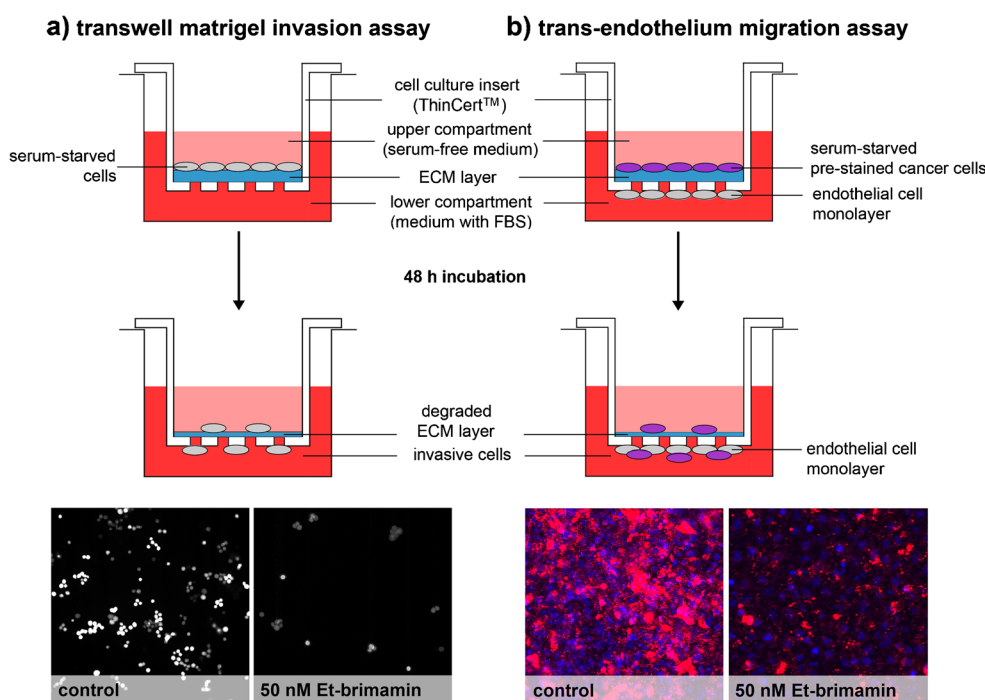 a) transwell matrigel invasion assay
b) trans-endothelium migration assay
cell culture insert
(ThinCert™)
upper compartment
(serum-free medium)
serum-starved
cells
serum-starved
pre-stained cancer cells
ECM layer
endothelial cell
monolayer
lower compartment
(medium with FBS)
48 h incubation
degraded
ECM layer
invasive cells
endothelial cell
monolayer
control
50 nM Et-brimamin
control
50 nM Et-brimamin